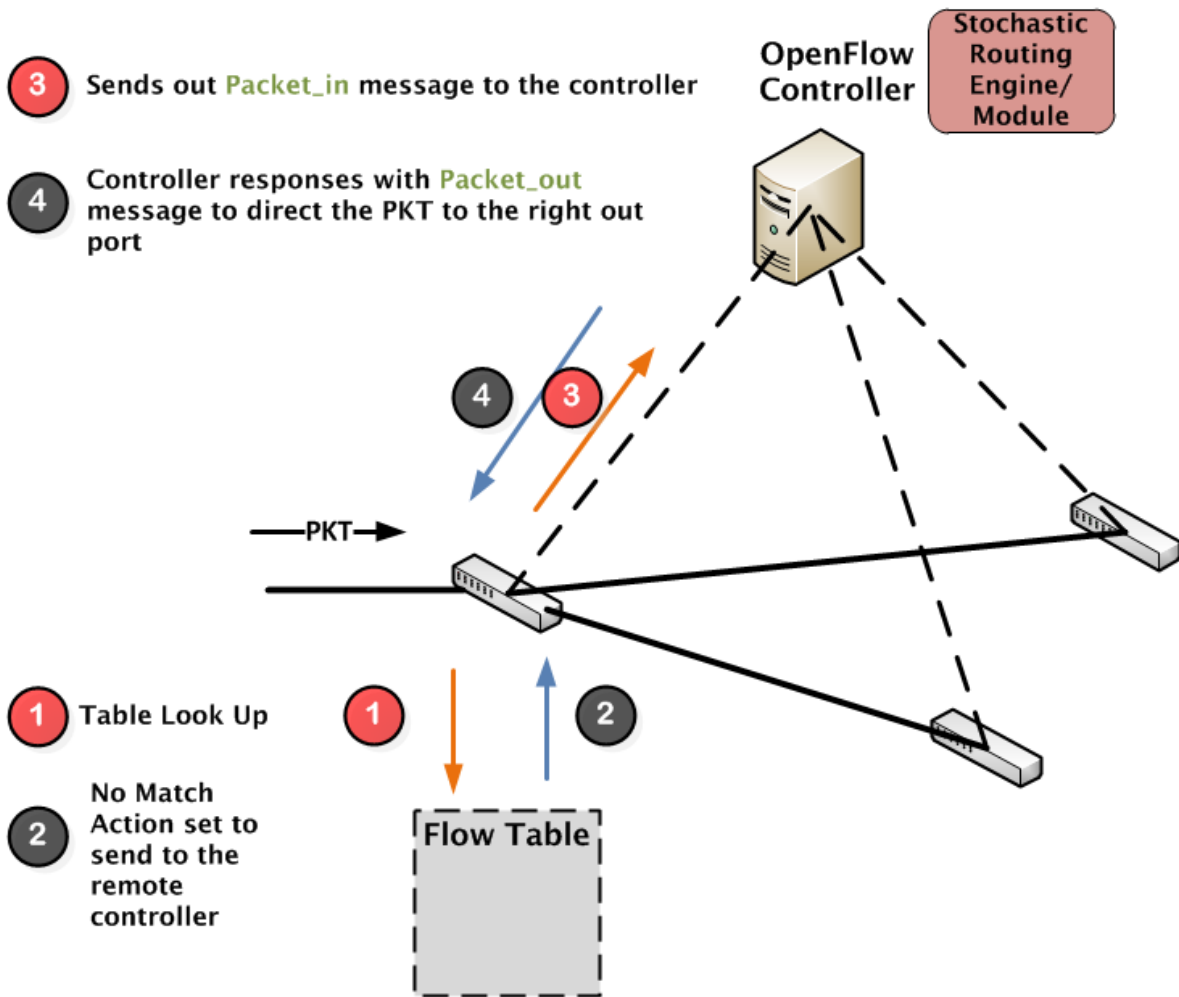 3
Sends out Packet_in message to the controller
4
Controller responses with Packet_out
message to direct the PKT to the right out
port
OpenFlow
Controller
Stochastic
Routing
Engine/
Module
4
3
PKT
1
Table Look Up
2
No Match
Action set to
send to the
remote
controller
1
2
Flow Table